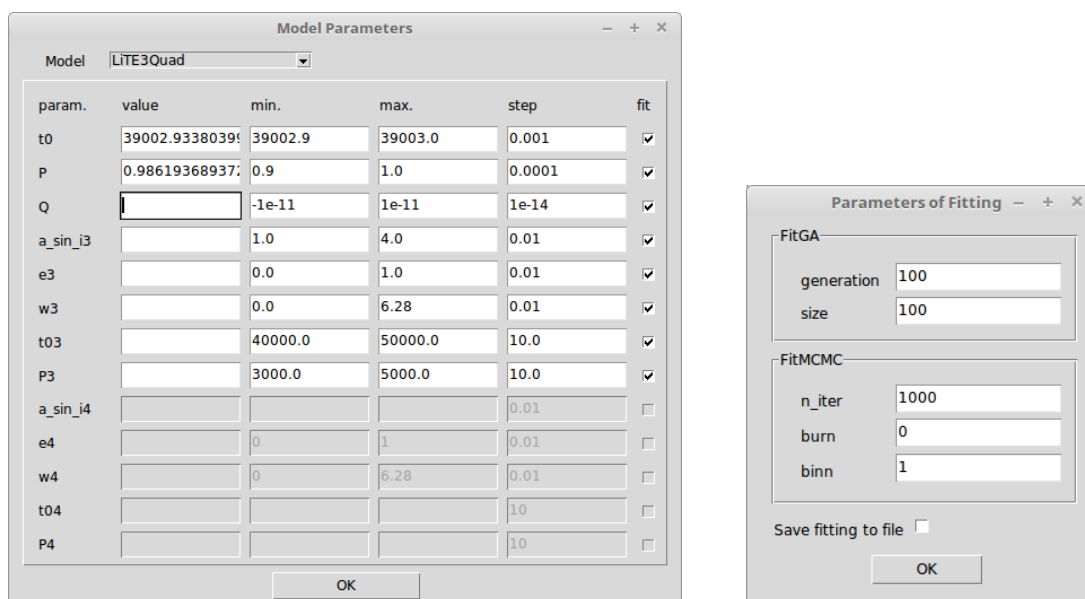 Model Parameters
Model LiTE3Quad
param. value min. max. step fit
t0 39002.93380399 39002.9 39003.0 0.001
P 0.986193689372 0.9 1.0 0.0001
Q -1e-11 1e-11 1e-14
a_sin_i3 1.0 4.0 0.01
e3 0.0 1.0 0.01
w3 0.0 6.28 0.01
t03 40000.0 50000.0 10.0
P3 3000.0 5000.0 10.0
a_sin_i4 0.01
e4 0 1 0.01
w4 0 6.28 0.01
t04 10
P4 10
OK
Parameters of Fitting
FitGA
generation 100
size 100
FitMCMC
n_iter 1000
burn 0
binn 1
Save fitting to file
OK